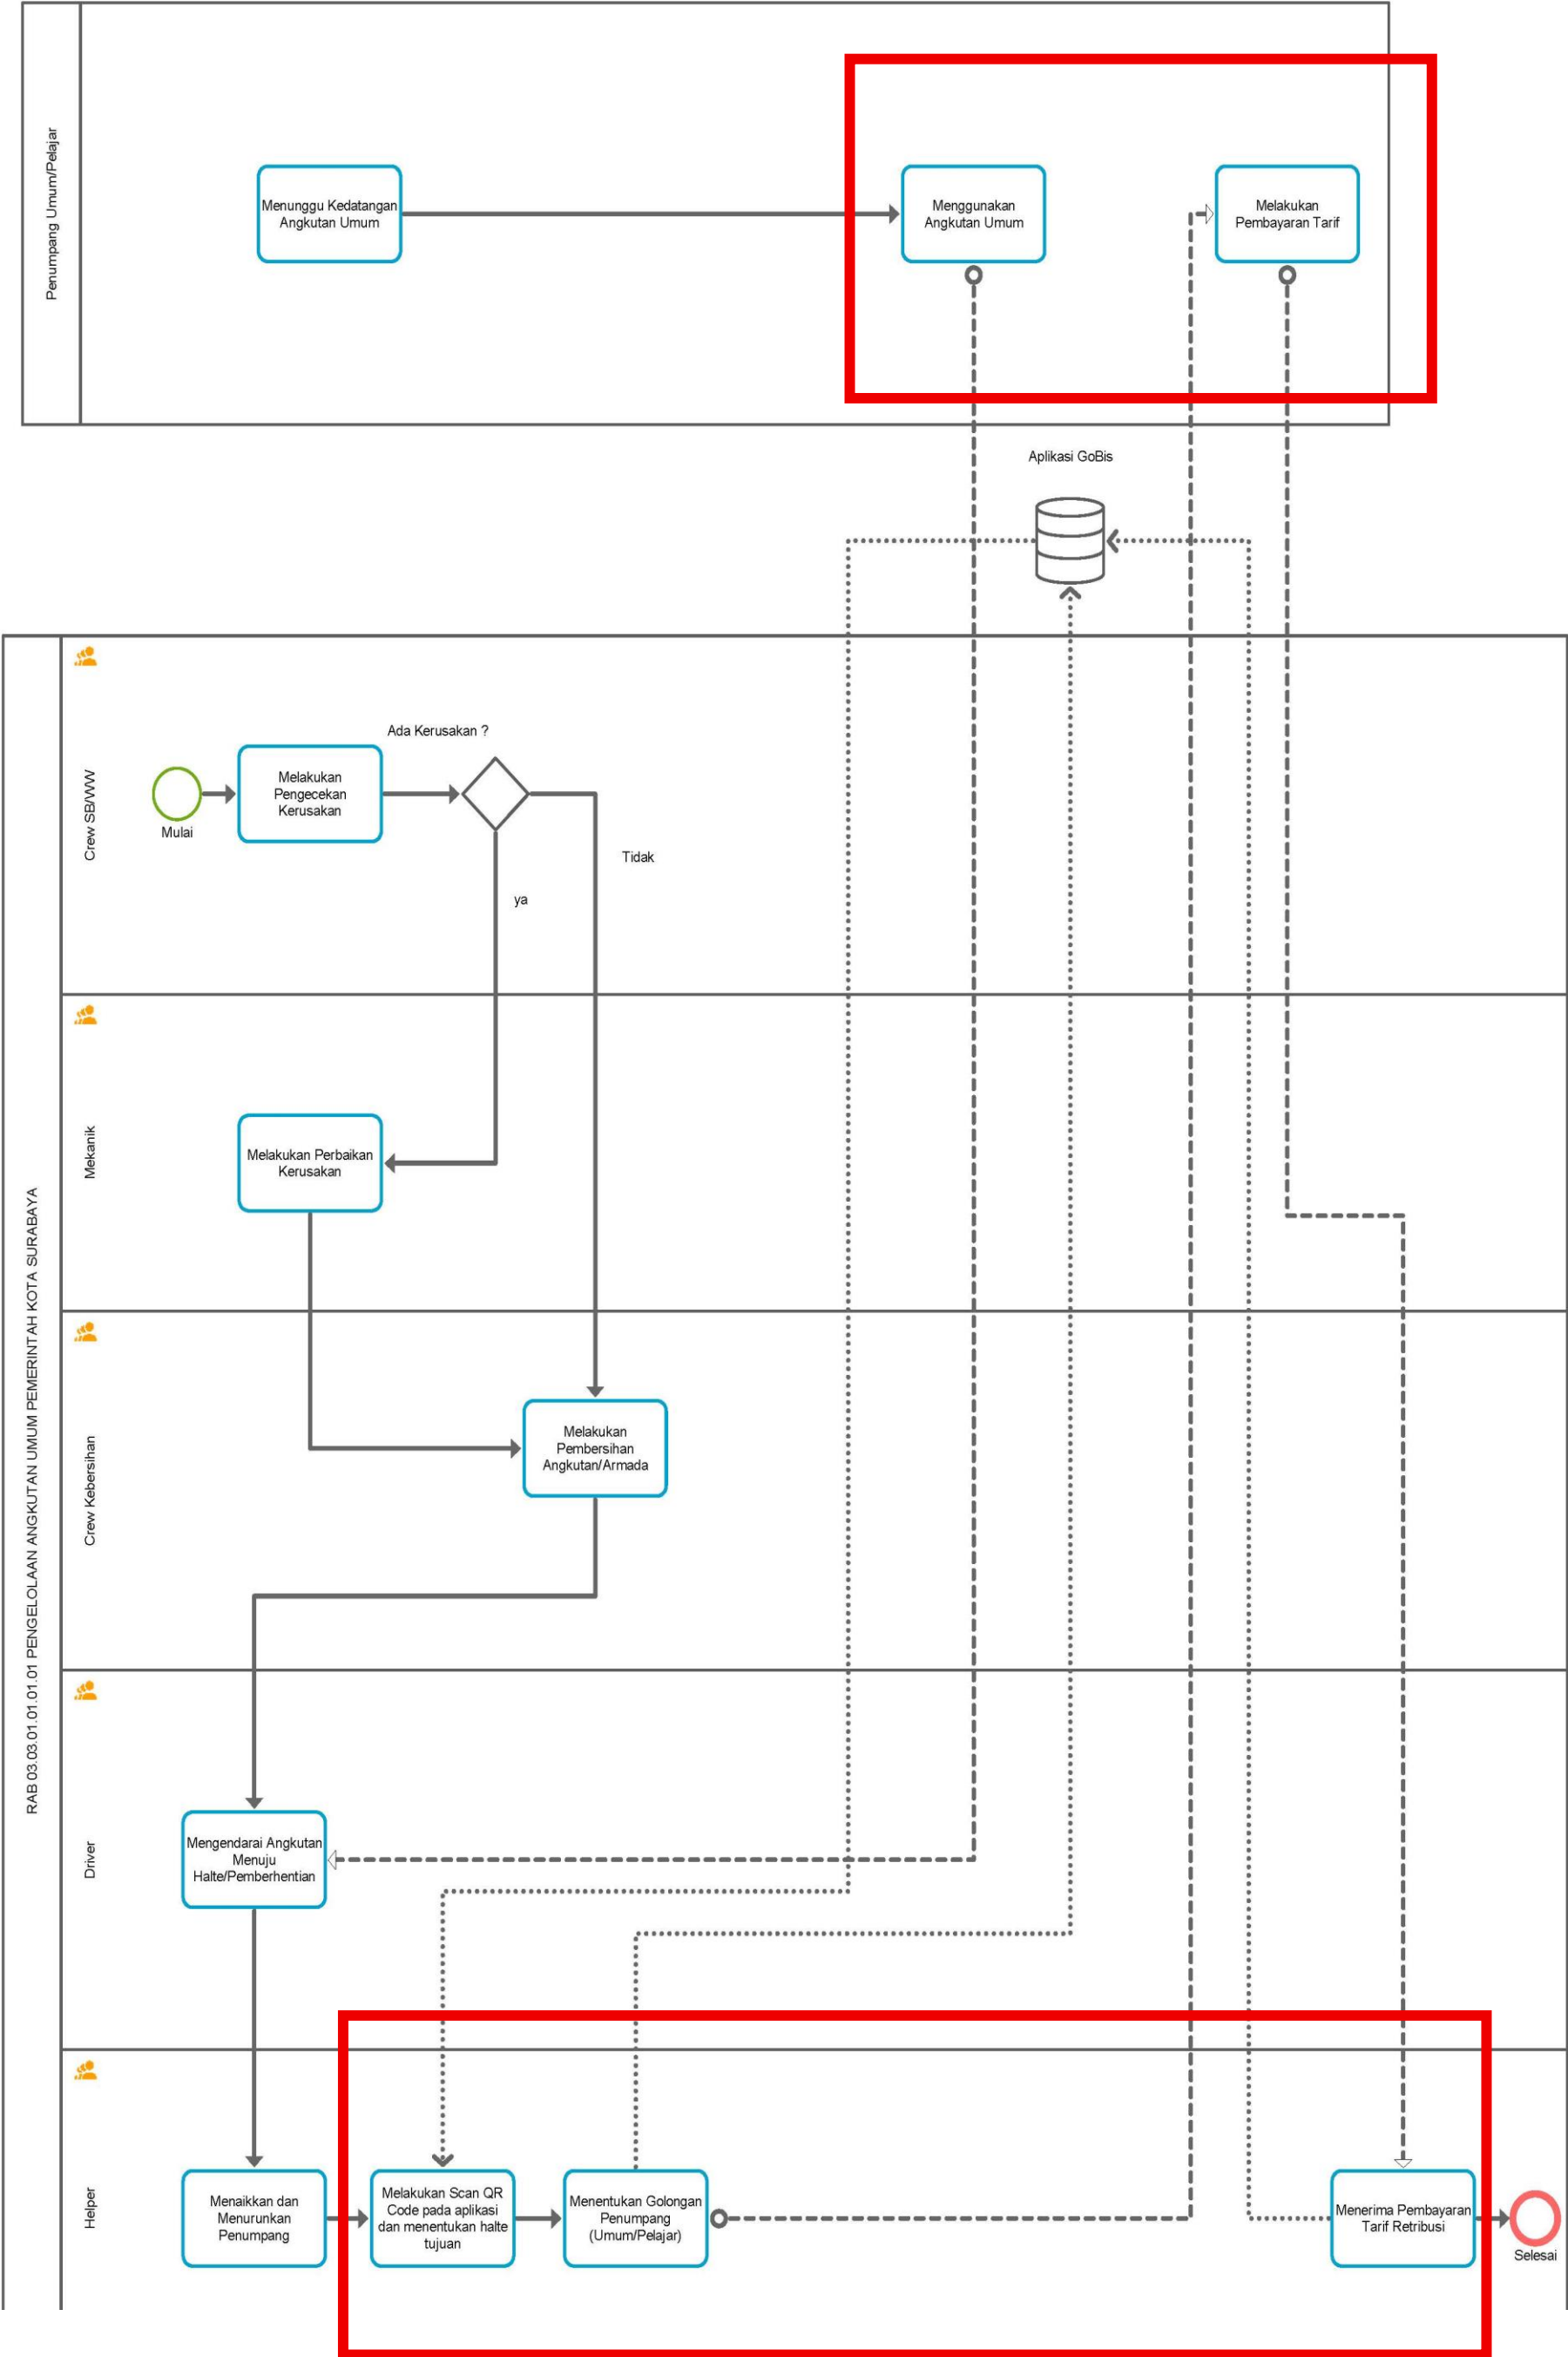 Penumpang Umum/Pelajar
Menunggu Kedatangan
Angkutan Umum
Menggunakan
Angkutan Umum
Melakukan
Pembayaran Tarif
Aplikasi GoBis
RAB 03.03.01.01.01.01 PENGELOLAAN ANGKUTAN UMUM PEMERINTAH KOTA SURABAYA
Crew SB/WW
Mulai
Melakukan
Pengecekan
Kerusakan
Ada Kerusakan ?
Tidak
ya
Mekanik
Melakukan Perbaikan
Kerusakan
Crew Kebersihan
Melakukan
Pembersihan
Angkutan/Armada
Driver
Mengendarai Angkutan
Menuju
Halte/Pemberhentian
Helper
Menaikkan dan
Menurunkan
Penumpang
Melakukan Scan QR
Code pada aplikasi
dan menentukan halte
tujuan
Menentukan Golongan
Penumpang
(Umum/Pelajar)
Menerima Pembayaran
Tarif Retribusi
Selesai